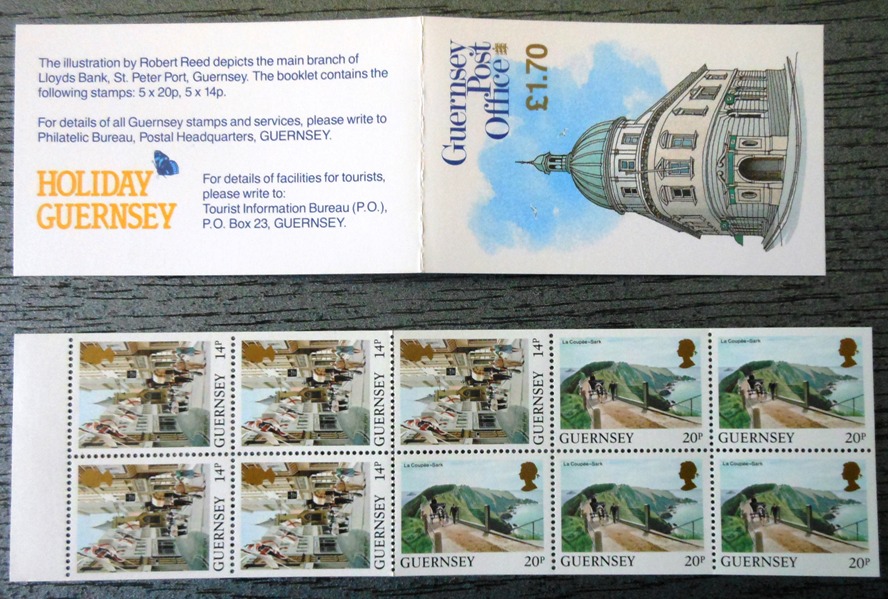 The illustration by Robert Reed depicts the main branch of
Lloyds Bank, St. Peter Port, Guernsey. The booklet contains the
following stamps: 5 x 20p, 5 x 14p.
For details of all Guernsey stamps and services, please write to
Philatelic Bureau, Postal Headquarters, GUERNSEY.
HOLIDAY
GUERNSEY
For details of facilities for tourists,
please write to:
Tourist Information Bureau (P.O.),
P.O. Box 23, GUERNSEY.
Guernsey
Post
Office
£1.70
GUERNSEY 14P
GUERNSEY 14P
GUERNSEY 14P
La Coupée-Sark
GUERNSEY 20P
La Coupée-Sark
GUERNSEY 20P
GUERNSEY 14P
GUERNSEY 14P
La Coupée-Sark
GUERNSEY 20P
La Coupée-Sark
GUERNSEY 20P
La Coupée-Sark
GUERNSEY 20P